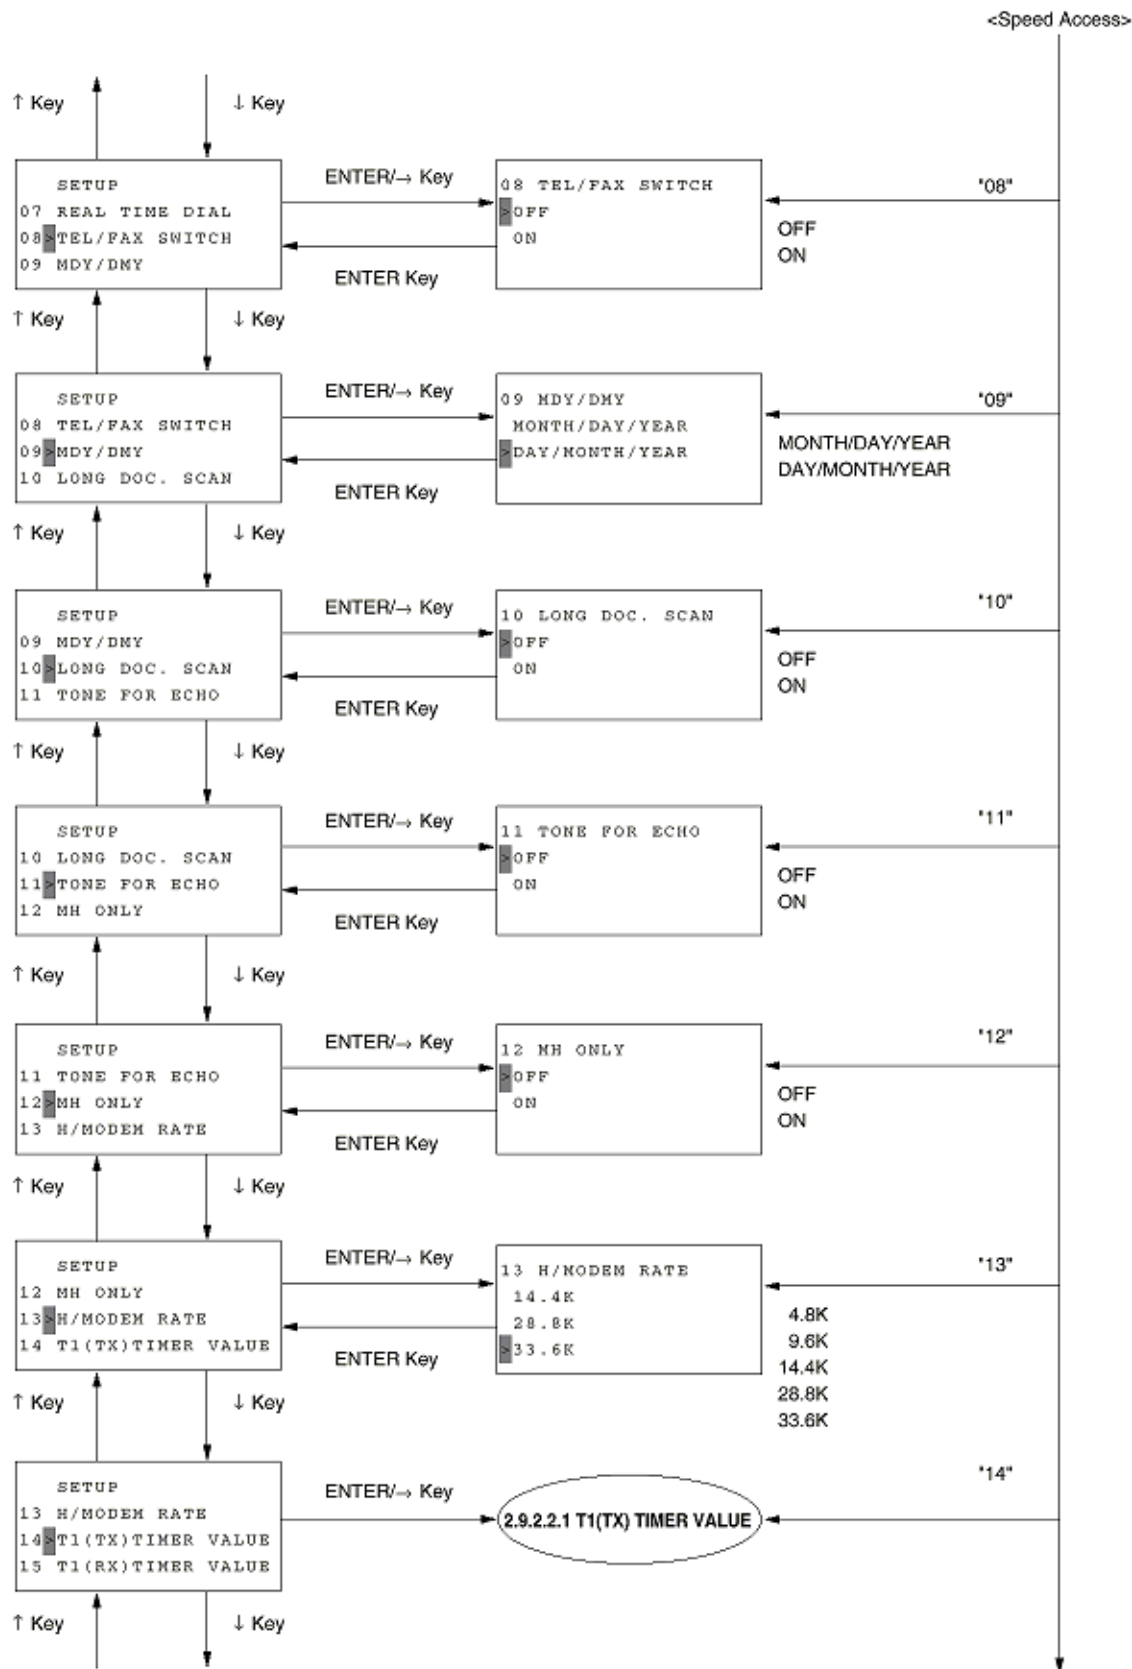 <Speed Access>
↑ Key
↓ Key
SETUP
07 REAL TIME DIAL
08>TEL/FAX SWITCH
09 MDY/DMY
ENTER/→ Key
ENTER Key
08 TEL/FAX SWITCH
>OFF
ON
"08"
OFF
ON
↑ Key
↓ Key
SETUP
08 TEL/FAX SWITCH
09>MDY/DMY
10 LONG DOC. SCAN
ENTER/→ Key
ENTER Key
09 MDY/DMY
MONTH/DAY/YEAR
>DAY/MONTH/YEAR
"09"
MONTH/DAY/YEAR
DAY/MONTH/YEAR
↑ Key
↓ Key
SETUP
09 MDY/DMY
10>LONG DOC. SCAN
11 TONE FOR ECHO
ENTER/→ Key
ENTER Key
10 LONG DOC. SCAN
>OFF
ON
"10"
OFF
ON
↑ Key
↓ Key
SETUP
10 LONG DOC. SCAN
11>TONE FOR ECHO
12 MH ONLY
ENTER/→ Key
ENTER Key
11 TONE FOR ECHO
>OFF
ON
"11"
OFF
ON
↑ Key
↓ Key
SETUP
11 TONE FOR ECHO
12>MH ONLY
13 H/MODEM RATE
ENTER/→ Key
ENTER Key
12 MH ONLY
>OFF
ON
"12"
OFF
ON
↑ Key
↓ Key
SETUP
12 MH ONLY
13>H/MODEM RATE
14 T1(TX)TIMER VALUE
ENTER/→ Key
ENTER Key
13 H/MODEM RATE
14.4K
28.8K
>33.6K
"13"
4.8K
9.6K
14.4K
28.8K
33.6K
↑ Key
↓ Key
SETUP
13 H/MODEM RATE
14>T1(TX)TIMER VALUE
15 T1(RX)TIMER VALUE
ENTER/→ Key
2.9.2.2.1 T1(TX) TIMER VALUE
"14"
↑ Key
↓ Key